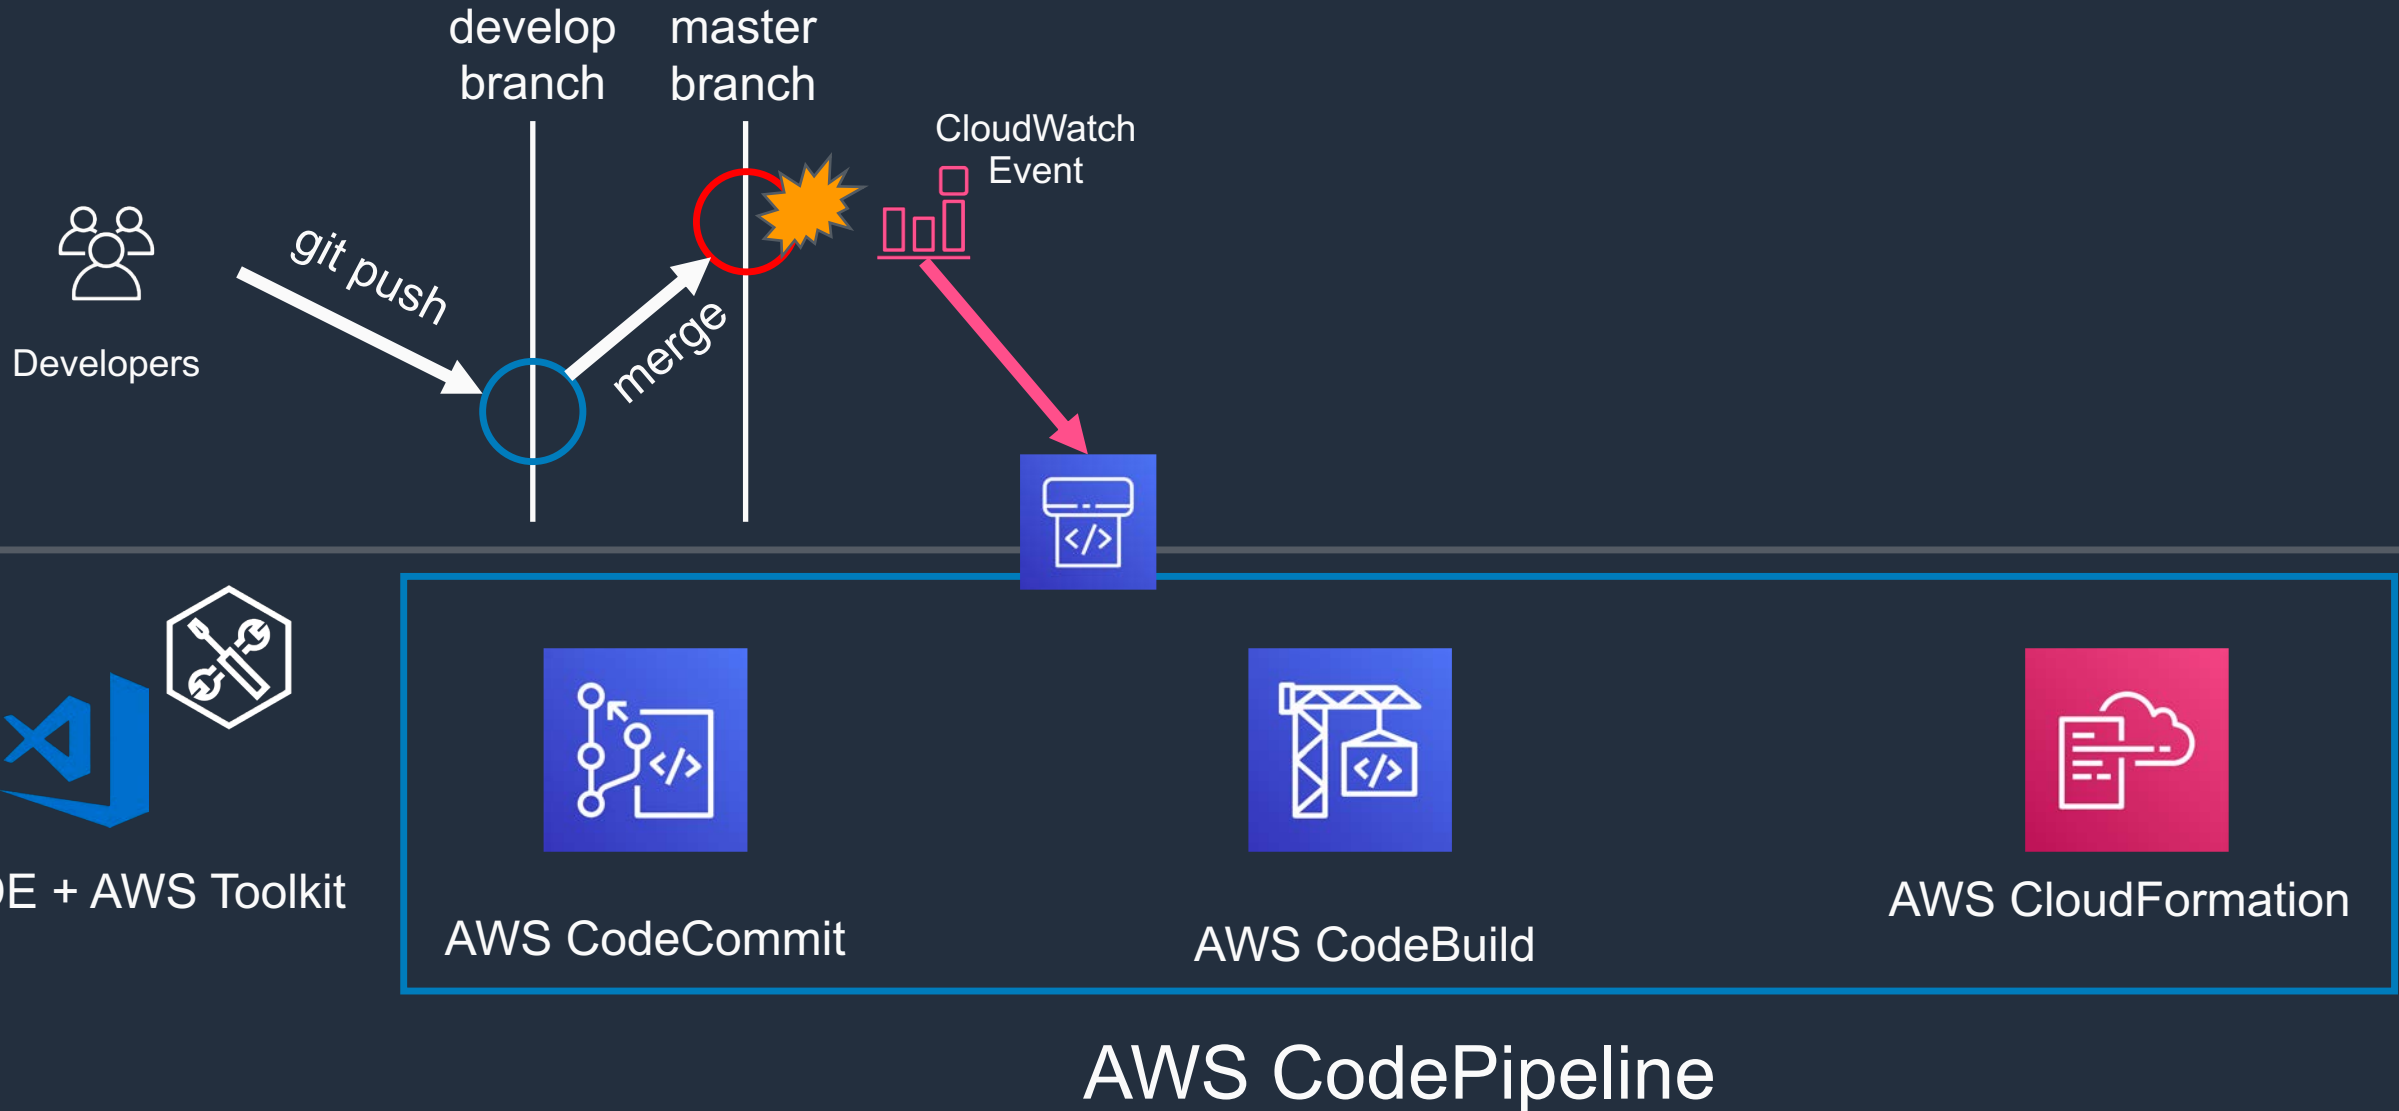 develop
branch
master
branch
CloudWatch
Event
git push
merge
Developers
</>
</>
</>
+ AWS Toolkit
AWS CodeCommit
AWS CodeBuild
AWS CloudFormation
AWS CodePipeline